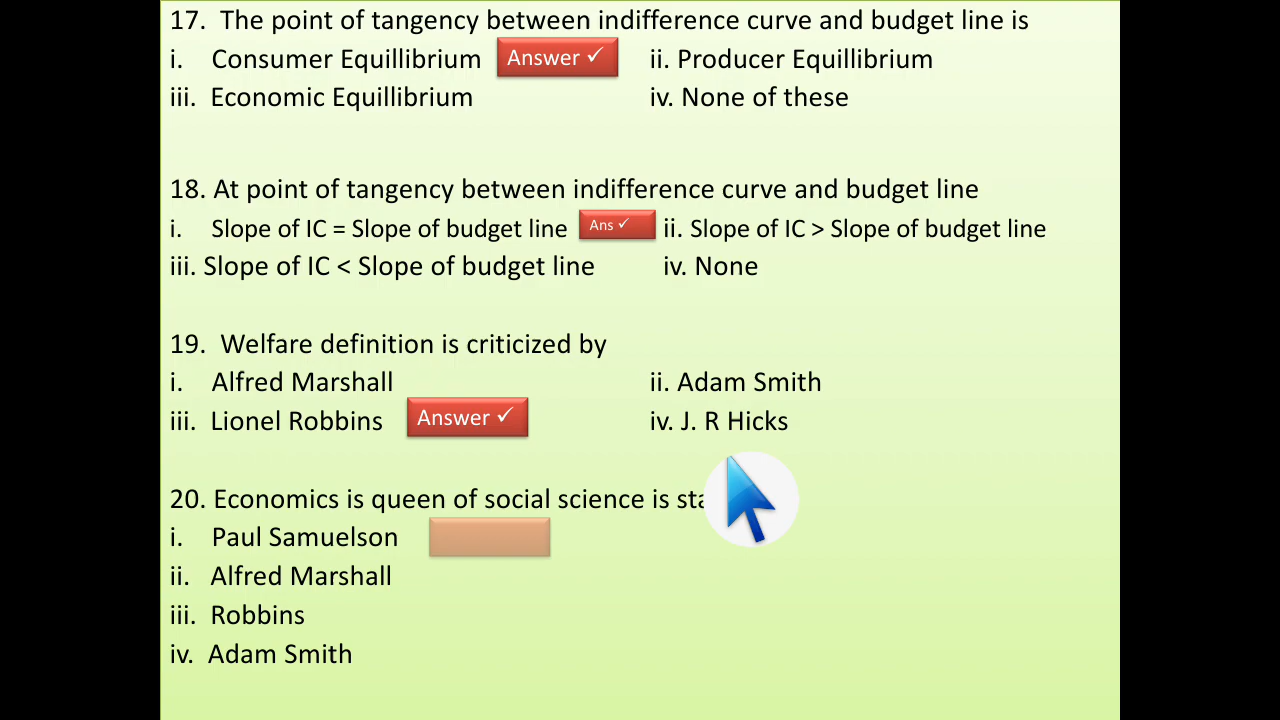 17. The point of tangency between indifference curve and budget line is
i. Consumer Equillibrium Answer ✓ ii. Producer Equillibrium
iii. Economic Equillibrium iv. None of these
18. At point of tangency between indifference curve and budget line
i. Slope of IC = Slope of budget line Ans ✓ ii. Slope of IC > Slope of budget line
iii. Slope of IC < Slope of budget line iv. None
19. Welfare definition is criticized by
i. Alfred Marshall ii. Adam Smith
iii. Lionel Robbins Answer ✓ iv. J. R Hicks
20. Economics is queen of social science is
i. Paul Samuelson
ii. Alfred Marshall
iii. Robbins
iv. Adam Smith